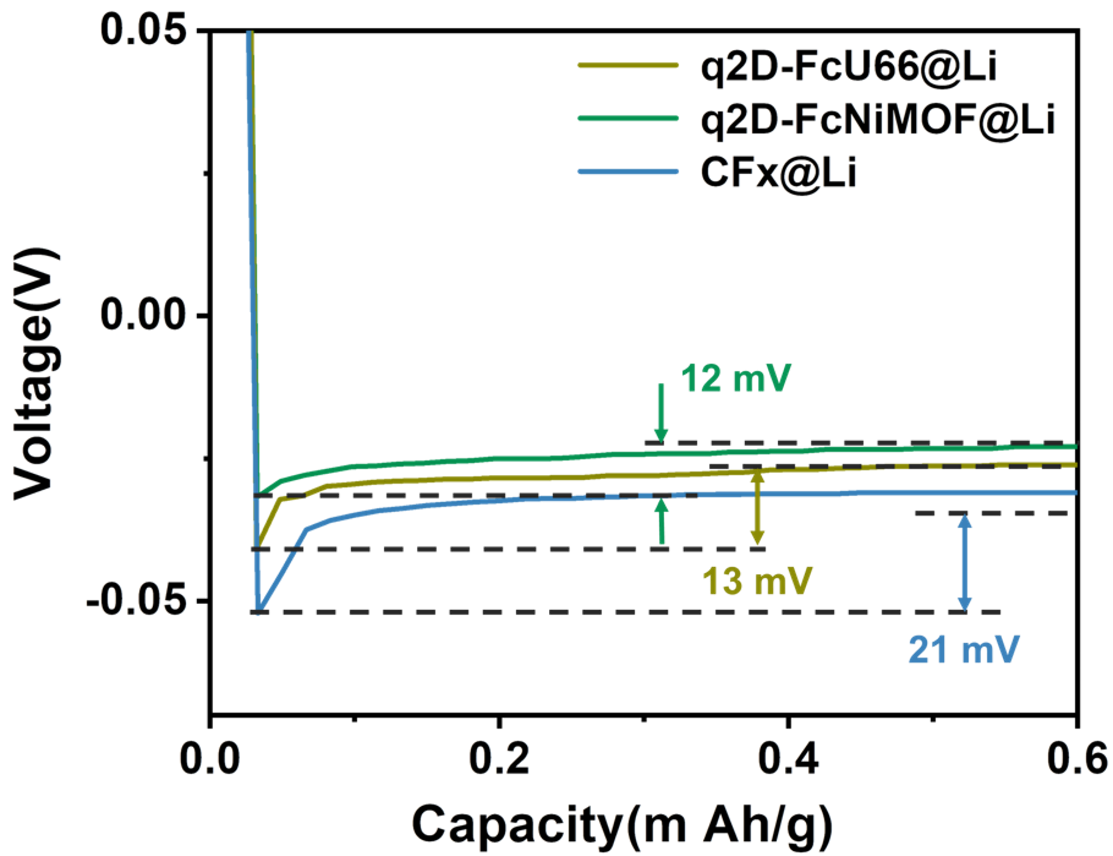 0.05
q2D-FcU66@Li
q2D-FcNiMOF@Li
CFx@Li
0.00
Voltage(V)
12 mV
13 mV
-0.05
21 mV
0.0
0.2
0.4
0.6
Capacity(m Ah/g)